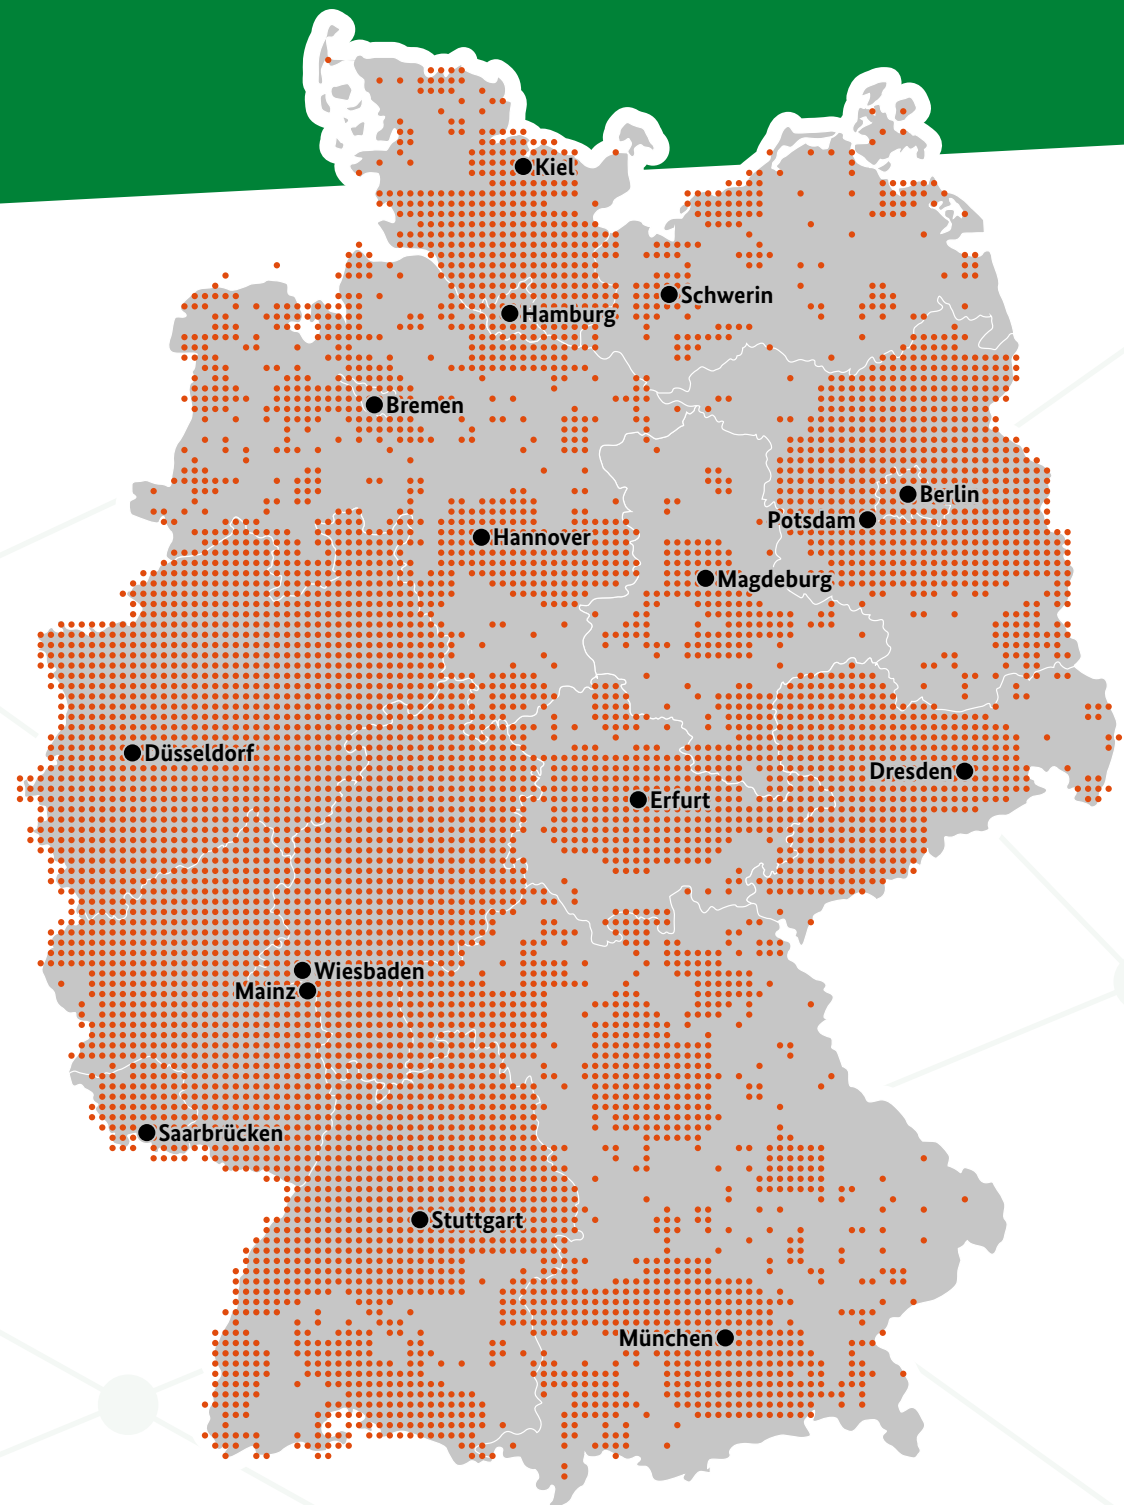 Kiel
Schwerin
Hamburg
Bremen
Berlin
Potsdam
Hannover
Magdeburg
Düsseldorf
Dresden
Erfurt
Wiesbaden
Mainz
Saarbrücken
Stuttgart
München